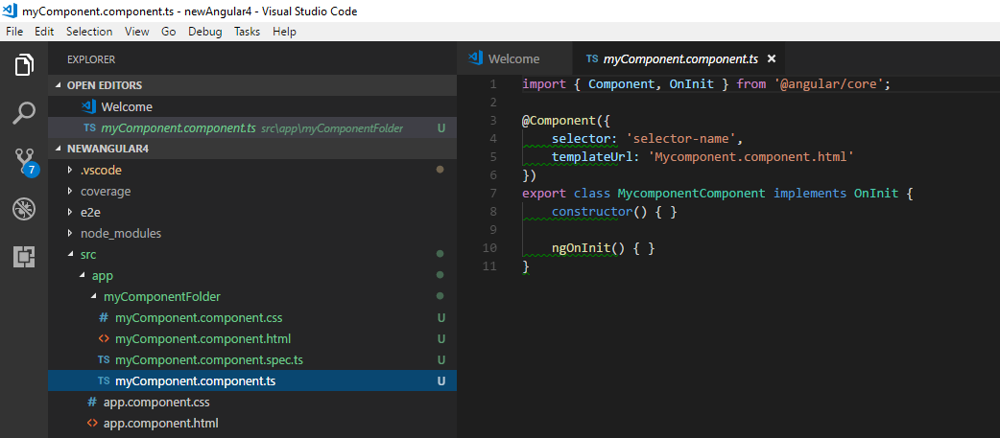 myComponent.component.ts - newAngular4 - Visual Studio Code
File Edit Selection View Go Debug Tasks Help
EXPLORER
OPEN EDITORS
Welcome
TS myComponent.component.ts src\app\myComponentFolder U
NEWANGULAR4
.vscode
coverage
e2e
node_modules
src
app
myComponentFolder
# myComponent.component.css U
<> myComponent.component.html U
TS myComponent.component.spec.ts U
TS myComponent.component.ts U
# app.component.css
<> app.component.html
7
Welcome TS myComponent.component.ts ×
1 import { Component, OnInit } from '@angular/core';
2
3 @Component({
4 selector: 'selector-name',
5 templateUrl: 'Mycomponent.component.html'
6 })
7 export class MycomponentComponent implements OnInit {
8 constructor() { }
9
10 ngOnInit() { }
11 }